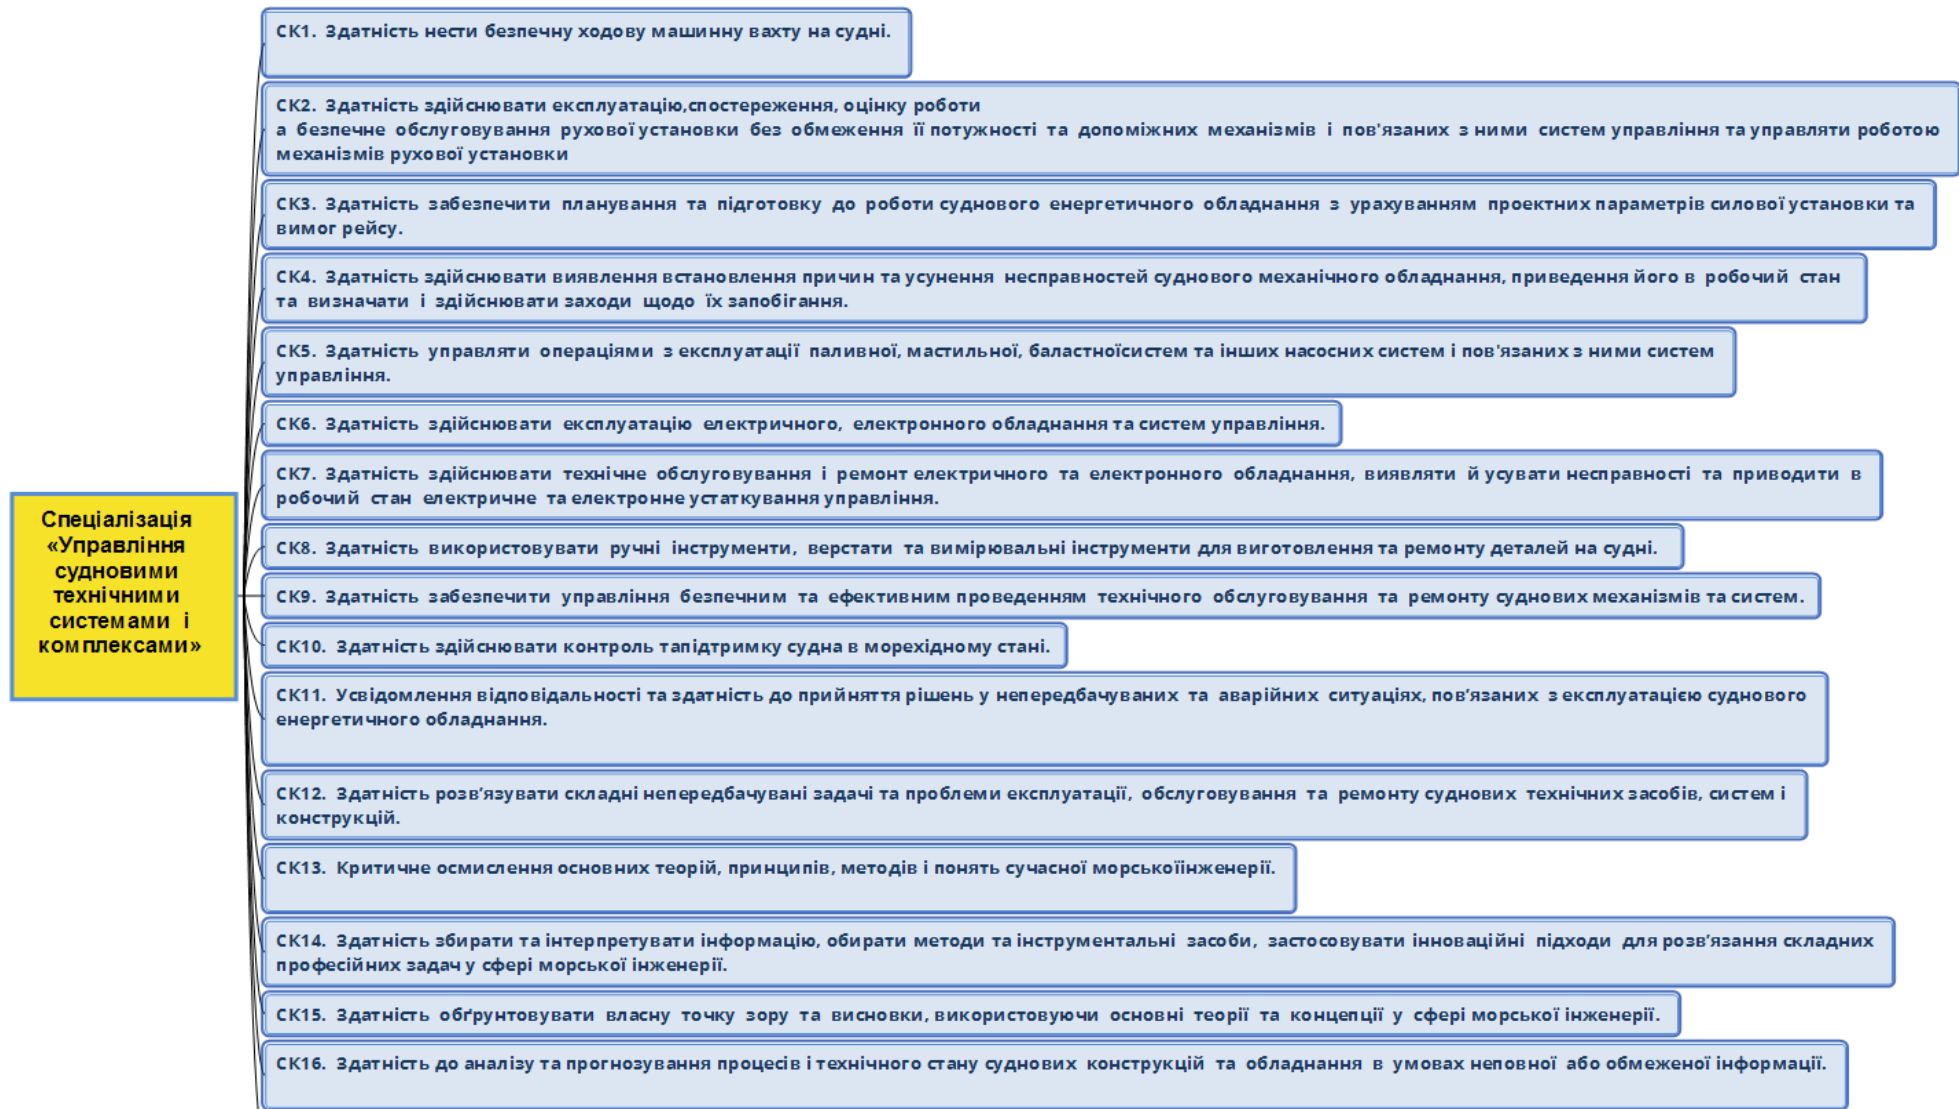 Спеціалізація
«Управління
судновими
технічними
системами і
комплексами»
СК1. Здатність нести безпечну ходову машинну вахту на судні.
СК2. Здатність здійснювати експлуатацію,спостереження, оцінку роботи
а безпечне обслуговування рухової установки без обмеження її потужності та допоміжних механізмів і пов'язаних з ними систем управління та управляти роботою
механізмів рухової установки
СК3. Здатність забезпечити планування та підготовку до роботи суднового енергетичного обладнання з урахуванням проектних параметрів силової установки та
вимог рейсу.
СК4. Здатність здійснювати виявлення встановлення причин та усунення несправностей суднового механічного обладнання, приведення його в робочий стан
та визначати і здійснювати заходи щодо їх запобігання.
СК5. Здатність управляти операціями з експлуатації паливної, мастильної, баластноїсистем та інших насосних систем і пов'язаних з ними систем
управління.
СК6. Здатність здійснювати експлуатацію електричного, електронного обладнання та систем управління.
СК7. Здатність здійснювати технічне обслуговування і ремонт електричного та електронного обладнання, виявляти й усувати несправності та приводити в
робочий стан електричне та електронне устаткування управління.
СК8. Здатність використовувати ручні інструменти, верстати та вимірювальні інструменти для виготовлення та ремонту деталей на судні.
СК9. Здатність забезпечити управління безпечним та ефективним проведенням технічного обслуговування та ремонту суднових механізмів та систем.
СК10. Здатність здійснювати контроль тапідтримку судна в морехідному стані.
СК11. Усвідомлення відповідальності та здатність до прийняття рішень у непередбачуваних та аварійних ситуаціях, пов’язаних з експлуатацією суднового
енергетичного обладнання.
СК12. Здатність розв’язувати складні непередбачувані задачі та проблеми експлуатації, обслуговування та ремонту суднових технічних засобів, систем і
конструкцій.
СК13. Критичне осмислення основних теорій, принципів, методів і понять сучасної морськоїінженерії.
СК14. Здатність збирати та інтерпретувати інформацію, обирати методи та інструментальні засоби, застосовувати інноваційні підходи для розв’язання складних
професійних задач у сфері морської інженерії.
СК15. Здатність обґрунтовувати власну точку зору та висновки, використовуючи основні теорії та концепції у сфері морської інженерії.
СК16. Здатність до аналізу та прогнозування процесів і технічного стану суднових конструкцій та обладнання в умовах неповної або обмеженої інформації.